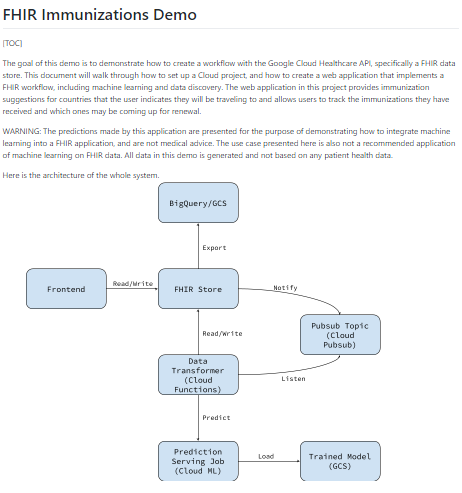 FHIR Immunizations Demo
[TOC]
The goal of this demo is to demonstrate how to create a workflow with the Google Cloud Healthcare API, specifically a FHIR data
store. This document will walk through how to set up a Cloud project, and how to create a web application that implements a
FHIR workflow, including machine learning and data discovery. The web application in this project provides immunization
suggestions for countries that the user indicates they will be traveling to and allows users to track the immunizations they have
received and which ones may be coming up for renewal.
WARNING: The predictions made by this application are presented for the purpose of demonstrating how to integrate machine
learning into a FHIR application, and are not medical advice. The use case presented here is also not a recommended application
of machine learning on FHIR data. All data in this demo is generated and not based on any patient health data.
Here is the architecture of the whole system.
BigQuery/GCS
Export
Frontend
Read/Write
FHIR Store
Notify
Pubsub Topic
(Cloud
Pubsub)
Read/Write
Data
Transformer
(Cloud
Functions)
Listen
Predict
Prediction
Serving Job
(Cloud ML)
Load
Trained Model
(GCS)